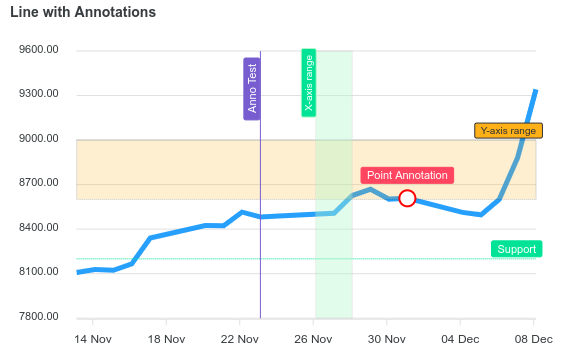 Line with Annotations
9600.00
9300.00
9000.00
8700.00
8400.00
8100.00
7800.00
Anno Test
X-axis range
Y-axis range
Point Annotation
Support
14 Nov
18 Nov
22 Nov
26 Nov
30 Nov
04 Dec
08 Dec